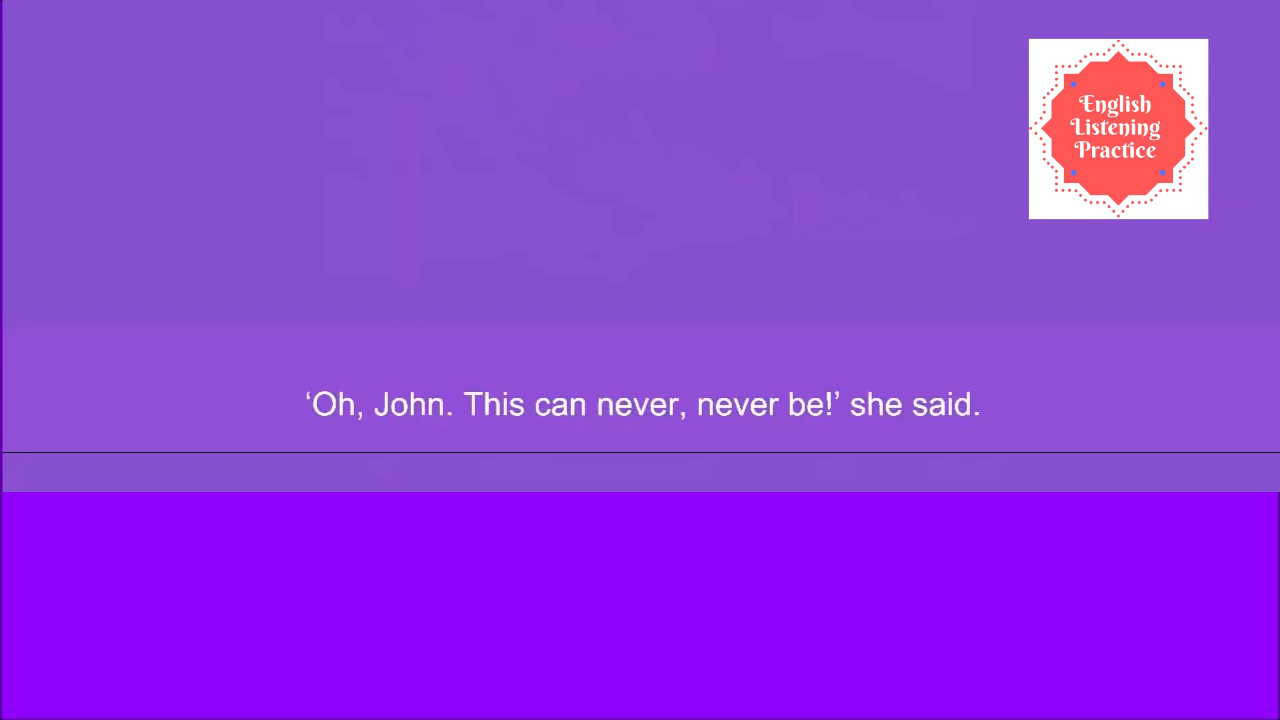 English
Listening
Practice
‘Oh, John. This can never, never be!’ she said.